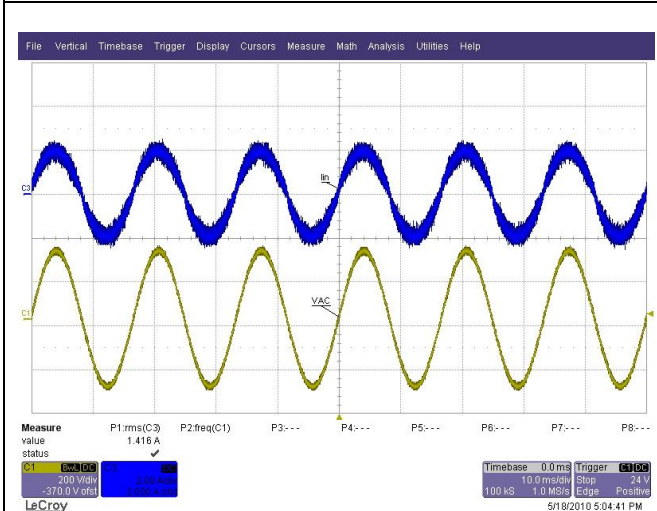 File Vertical Timebase Trigger Display Cursors Measure Math Analysis Utilities Help
C3
Iin
C1
VAC
Measure P1:rms(C3) P2:freq(C1) P3:- - - P4:- - - P5:- - - P6:- - - P7:- - - P8:- - -
value 1.416 A
status ✓
C1 BwL DC
200 V/div
-370.0 V ofst
C3 DC
2.00 A/div
Timebase 0.0 ms
10.0 ms/div
100 kS 1.0 MS/s
Trigger C1 DC
Stop 24 V
Edge Positive
LeCroy
5/18/2010 5:04:41 PM